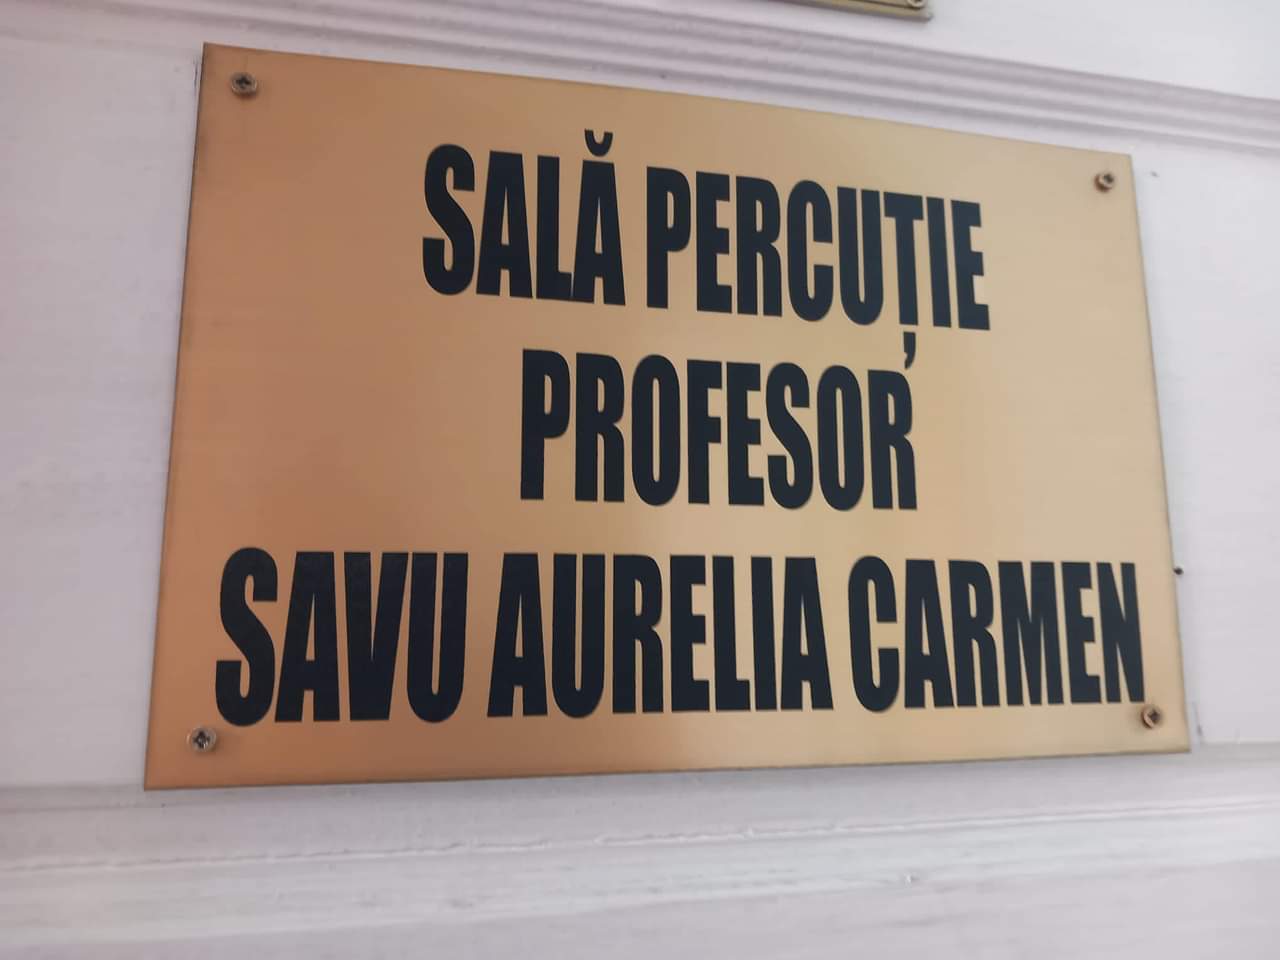 SALĂ PERCUȚIE
PROFESOR
SAVU AURELIA CARMEN